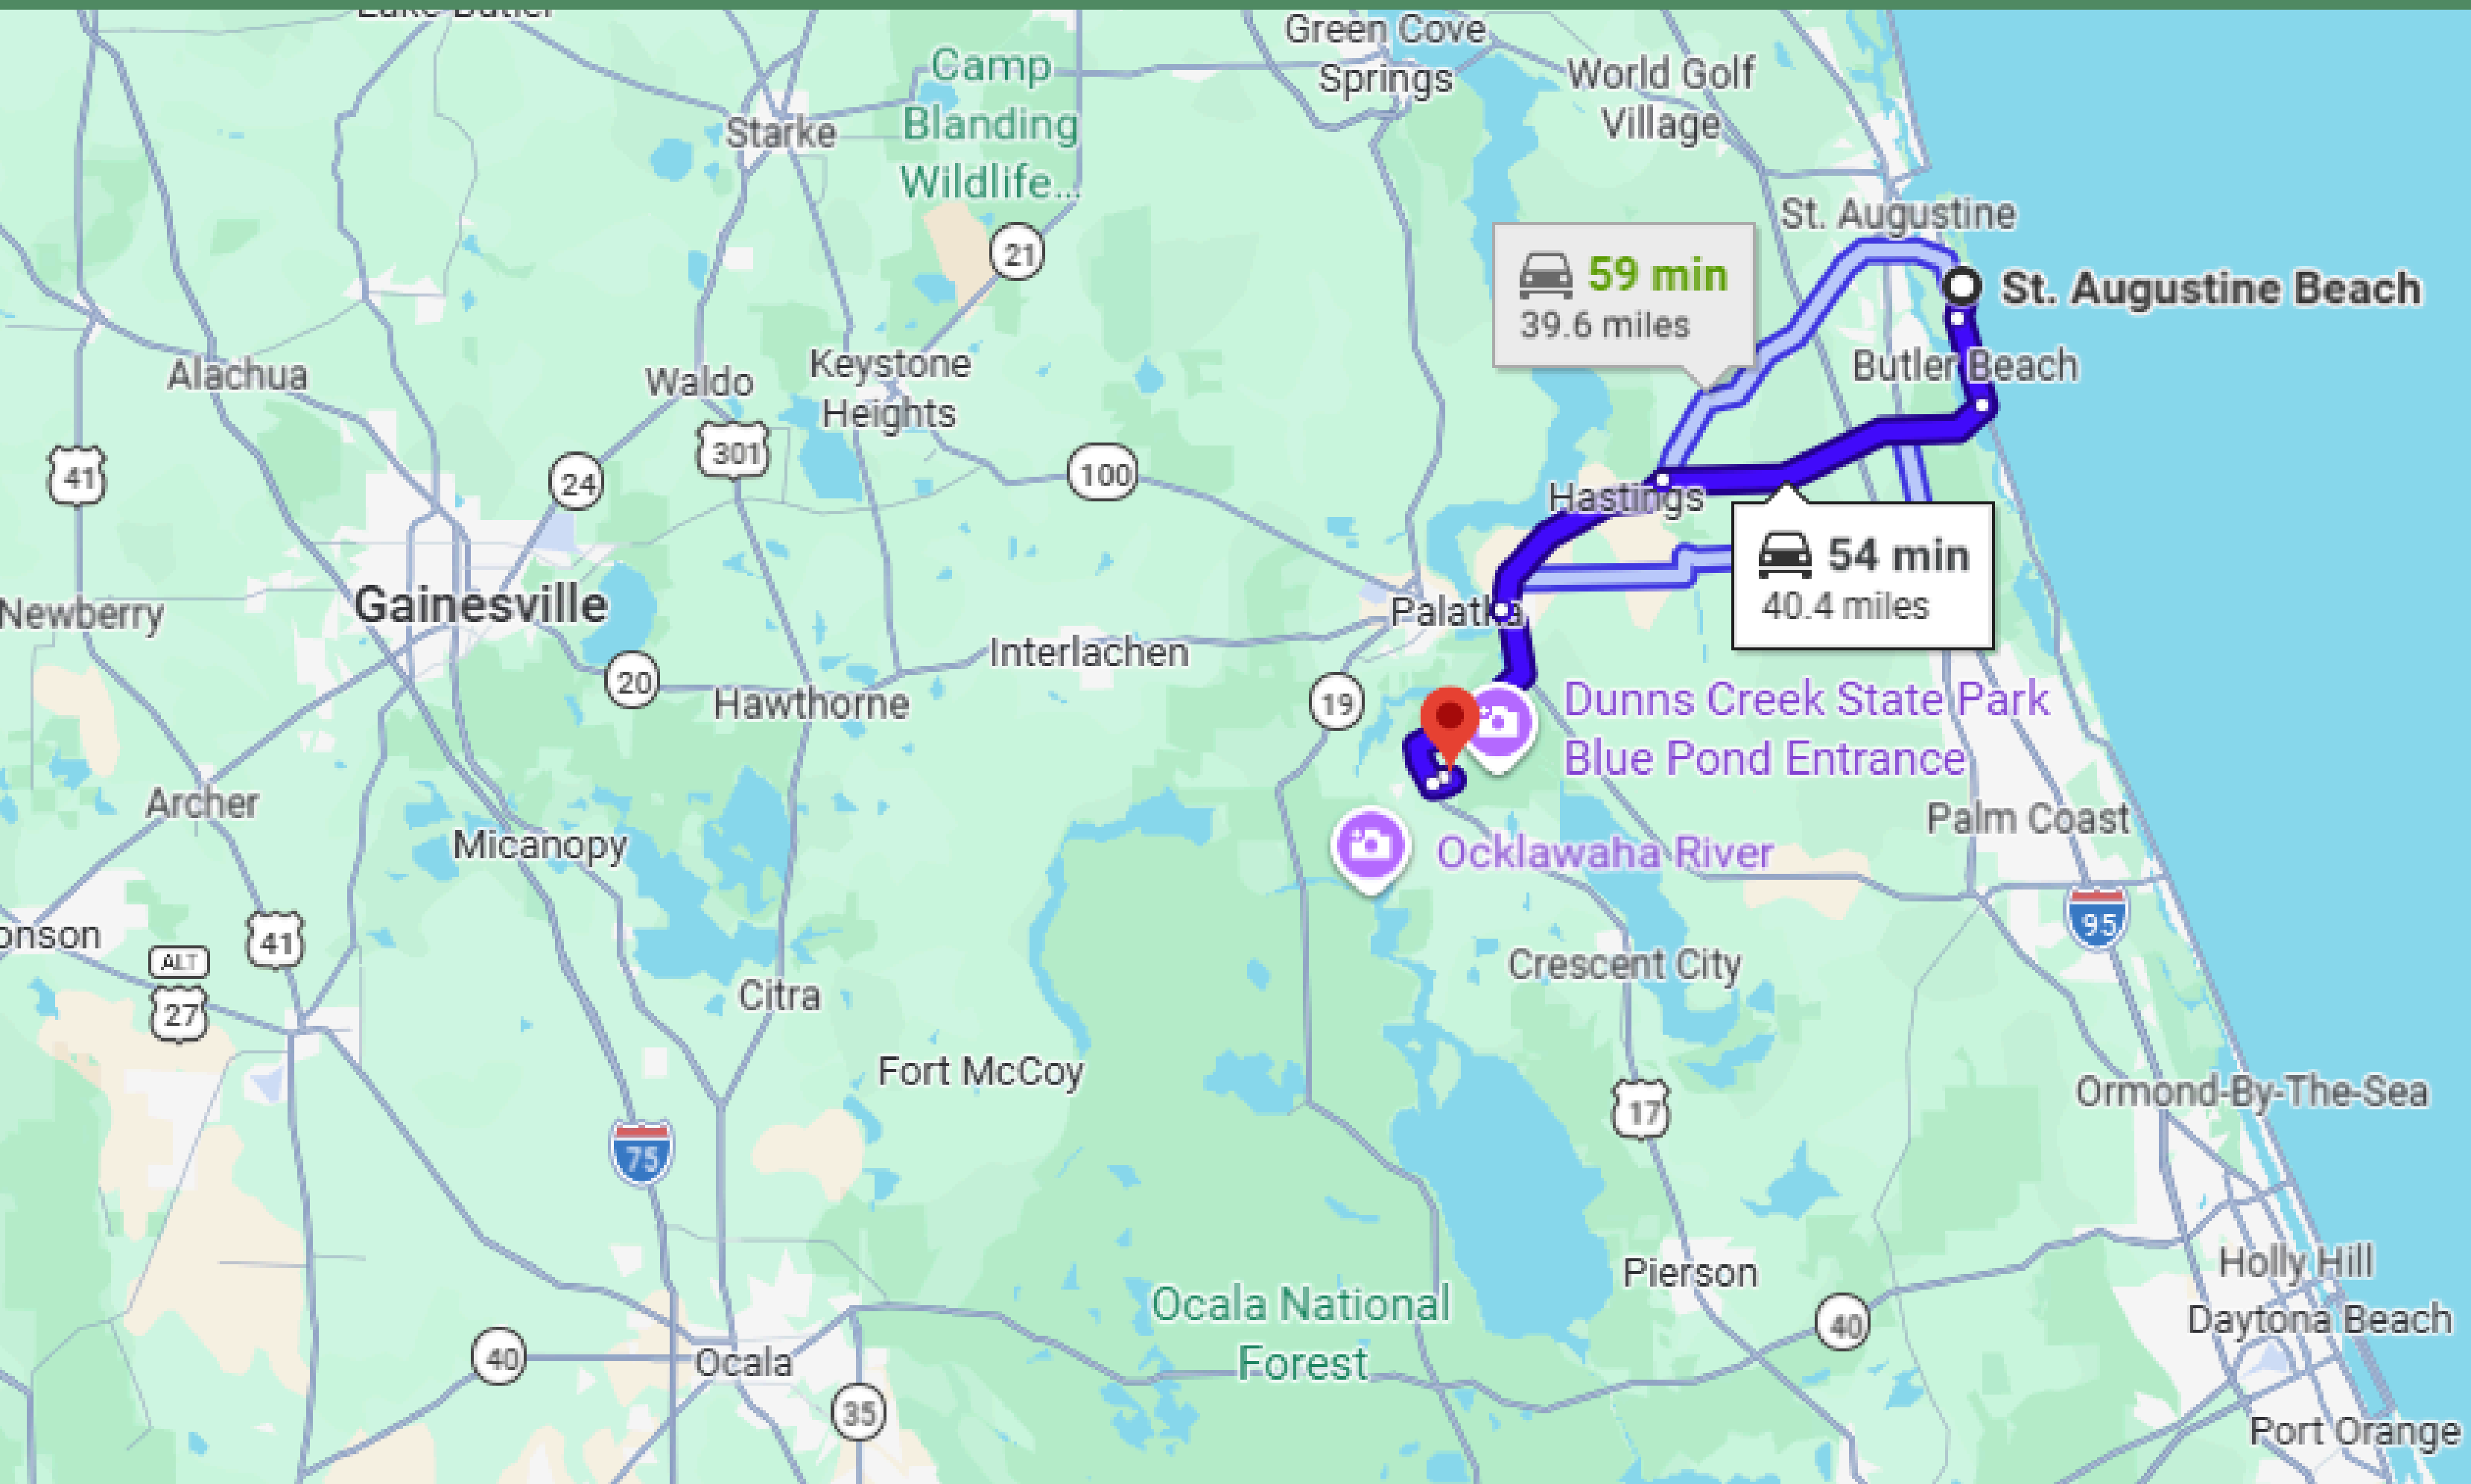 Green Cove
Springs
Camp
Blanding
Wildlife...
World Golf
Village
Starke
21
St. Augustine
59 min
39.6 miles
St. Augustine Beach
Alachua
Waldo
Keystone
Heights
Butler Beach
41
24
301
100
Hastings
54 min
40.4 miles
Newberry
Gainesville
Palatka
Interlachen
20
Hawthorne
19
Dunns Creek State Park
Blue Pond Entrance
Archer
Micanopy
Palm Coast
Ocklawaha River
onson
41
ALT
27
95
Crescent City
Citra
Fort McCoy
17
Ormond-By-The-Sea
75
Pierson
Holly Hill
Ocala National
Forest
40
Daytona Beach
40
Ocala
35
Port Orange